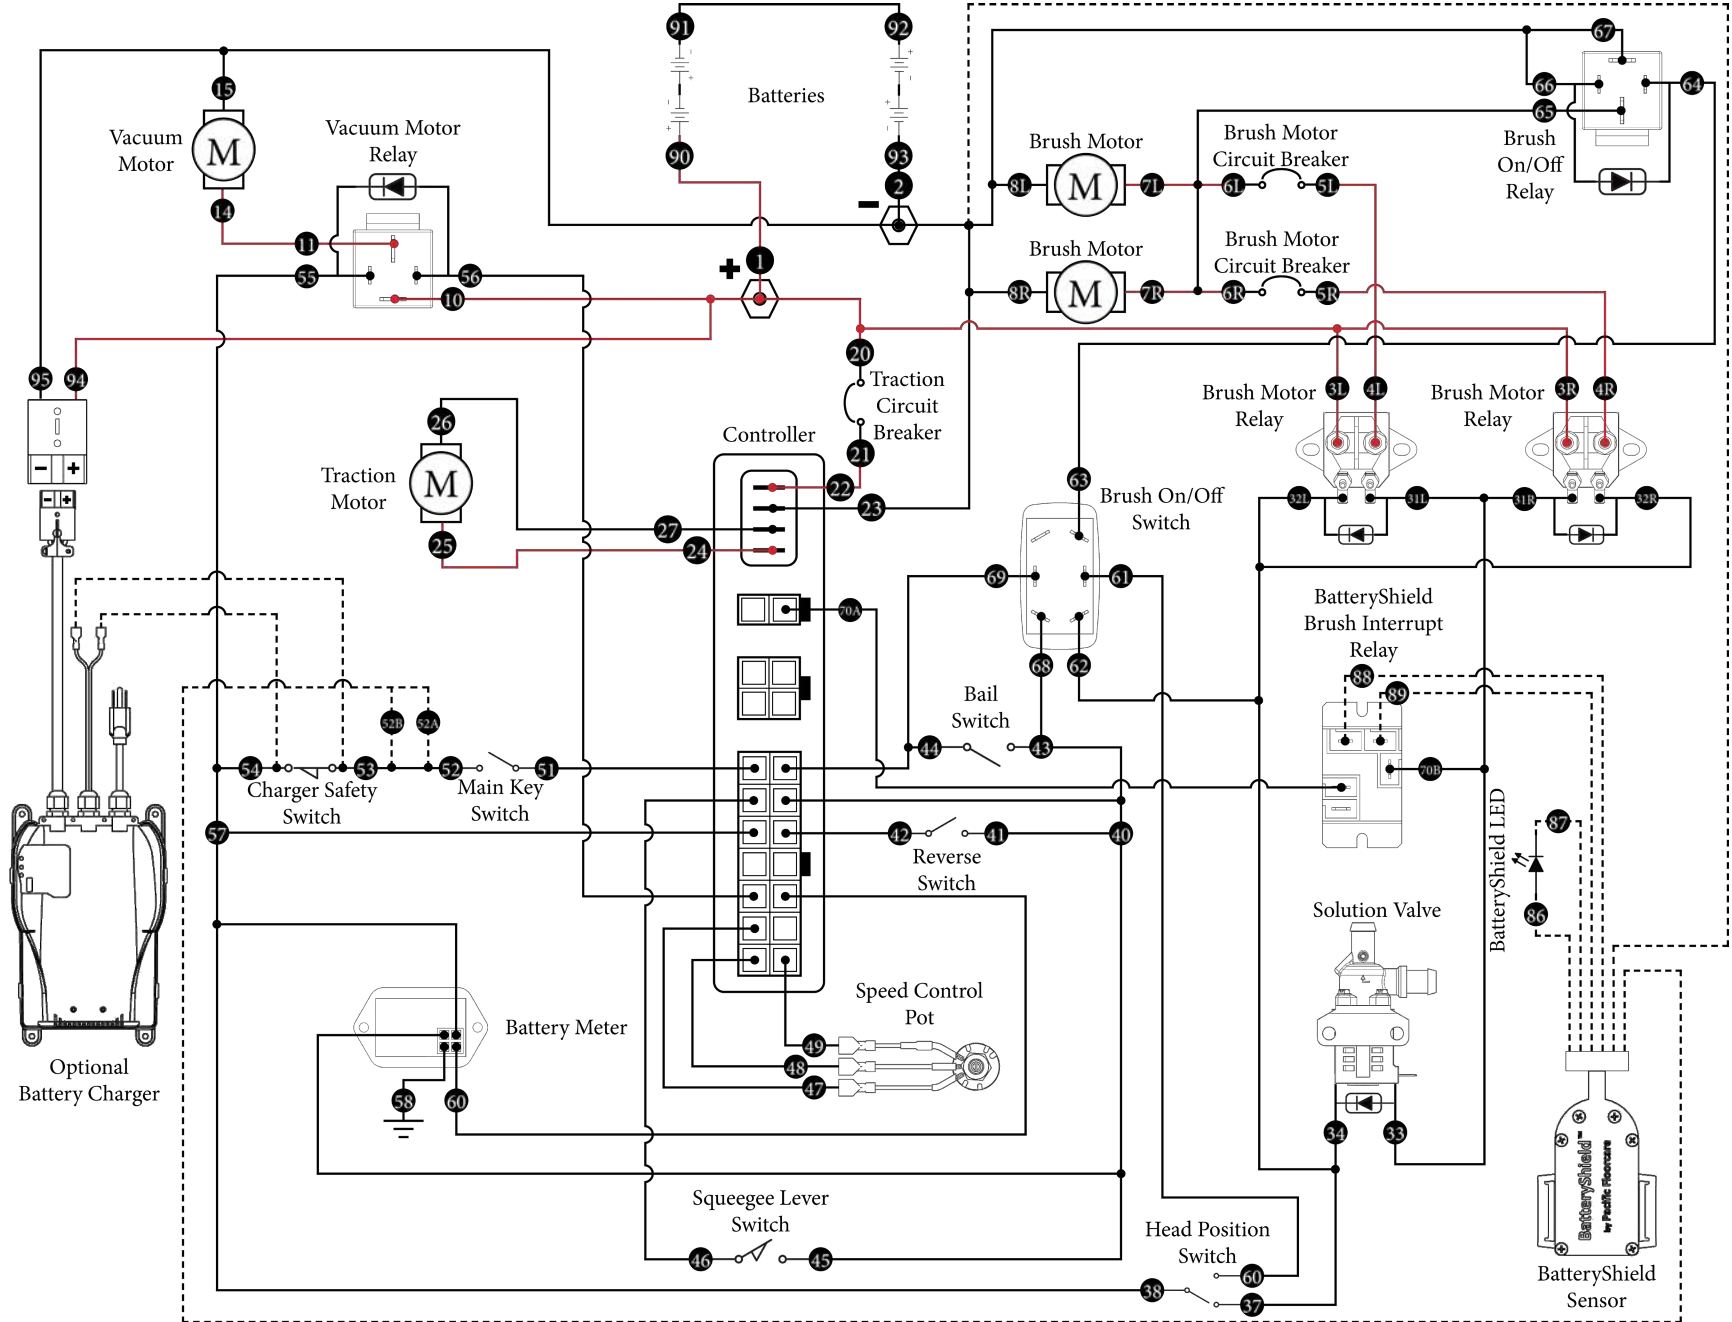 91
92
67
15
Batteries
66
64
65
Vacuum
Motor
Vacuum Motor
Relay
Brush Motor
Brush Motor
Circuit Breaker
Brush
On/Off
Relay
M
90
93
2
8L
M
7L
6L
5L
14
11
−
Brush Motor
Brush Motor
Circuit Breaker
55
56
+
1
10
8R
M
7R
6R
5R
20
95
94
Traction
Circuit
Breaker
Brush Motor
Relay
3L
4L
Brush Motor
Relay
3R
4R
26
Controller
21
Traction
Motor
M
22
23
63
Brush On/Off
Switch
32L
31L
31R
32R
- +
- +
27
25
24
69
61
70A
BatteryShield
Brush Interrupt
Relay
68
62
88
89
52B
52A
Bail
Switch
44
43
54
53
52
51
70B
Charger Safety
Switch
Main Key
Switch
57
42
41
40
Reverse
Switch
BatteryShield LED
87
86
Solution Valve
Speed Control
Pot
Battery Meter
49
48
47
Optional
Battery Charger
58
60
34
33
BatteryShield™
by Pacific Floorcare
Squeegee Lever
Switch
46
45
Head Position
Switch
38
60
37
BatteryShield
Sensor